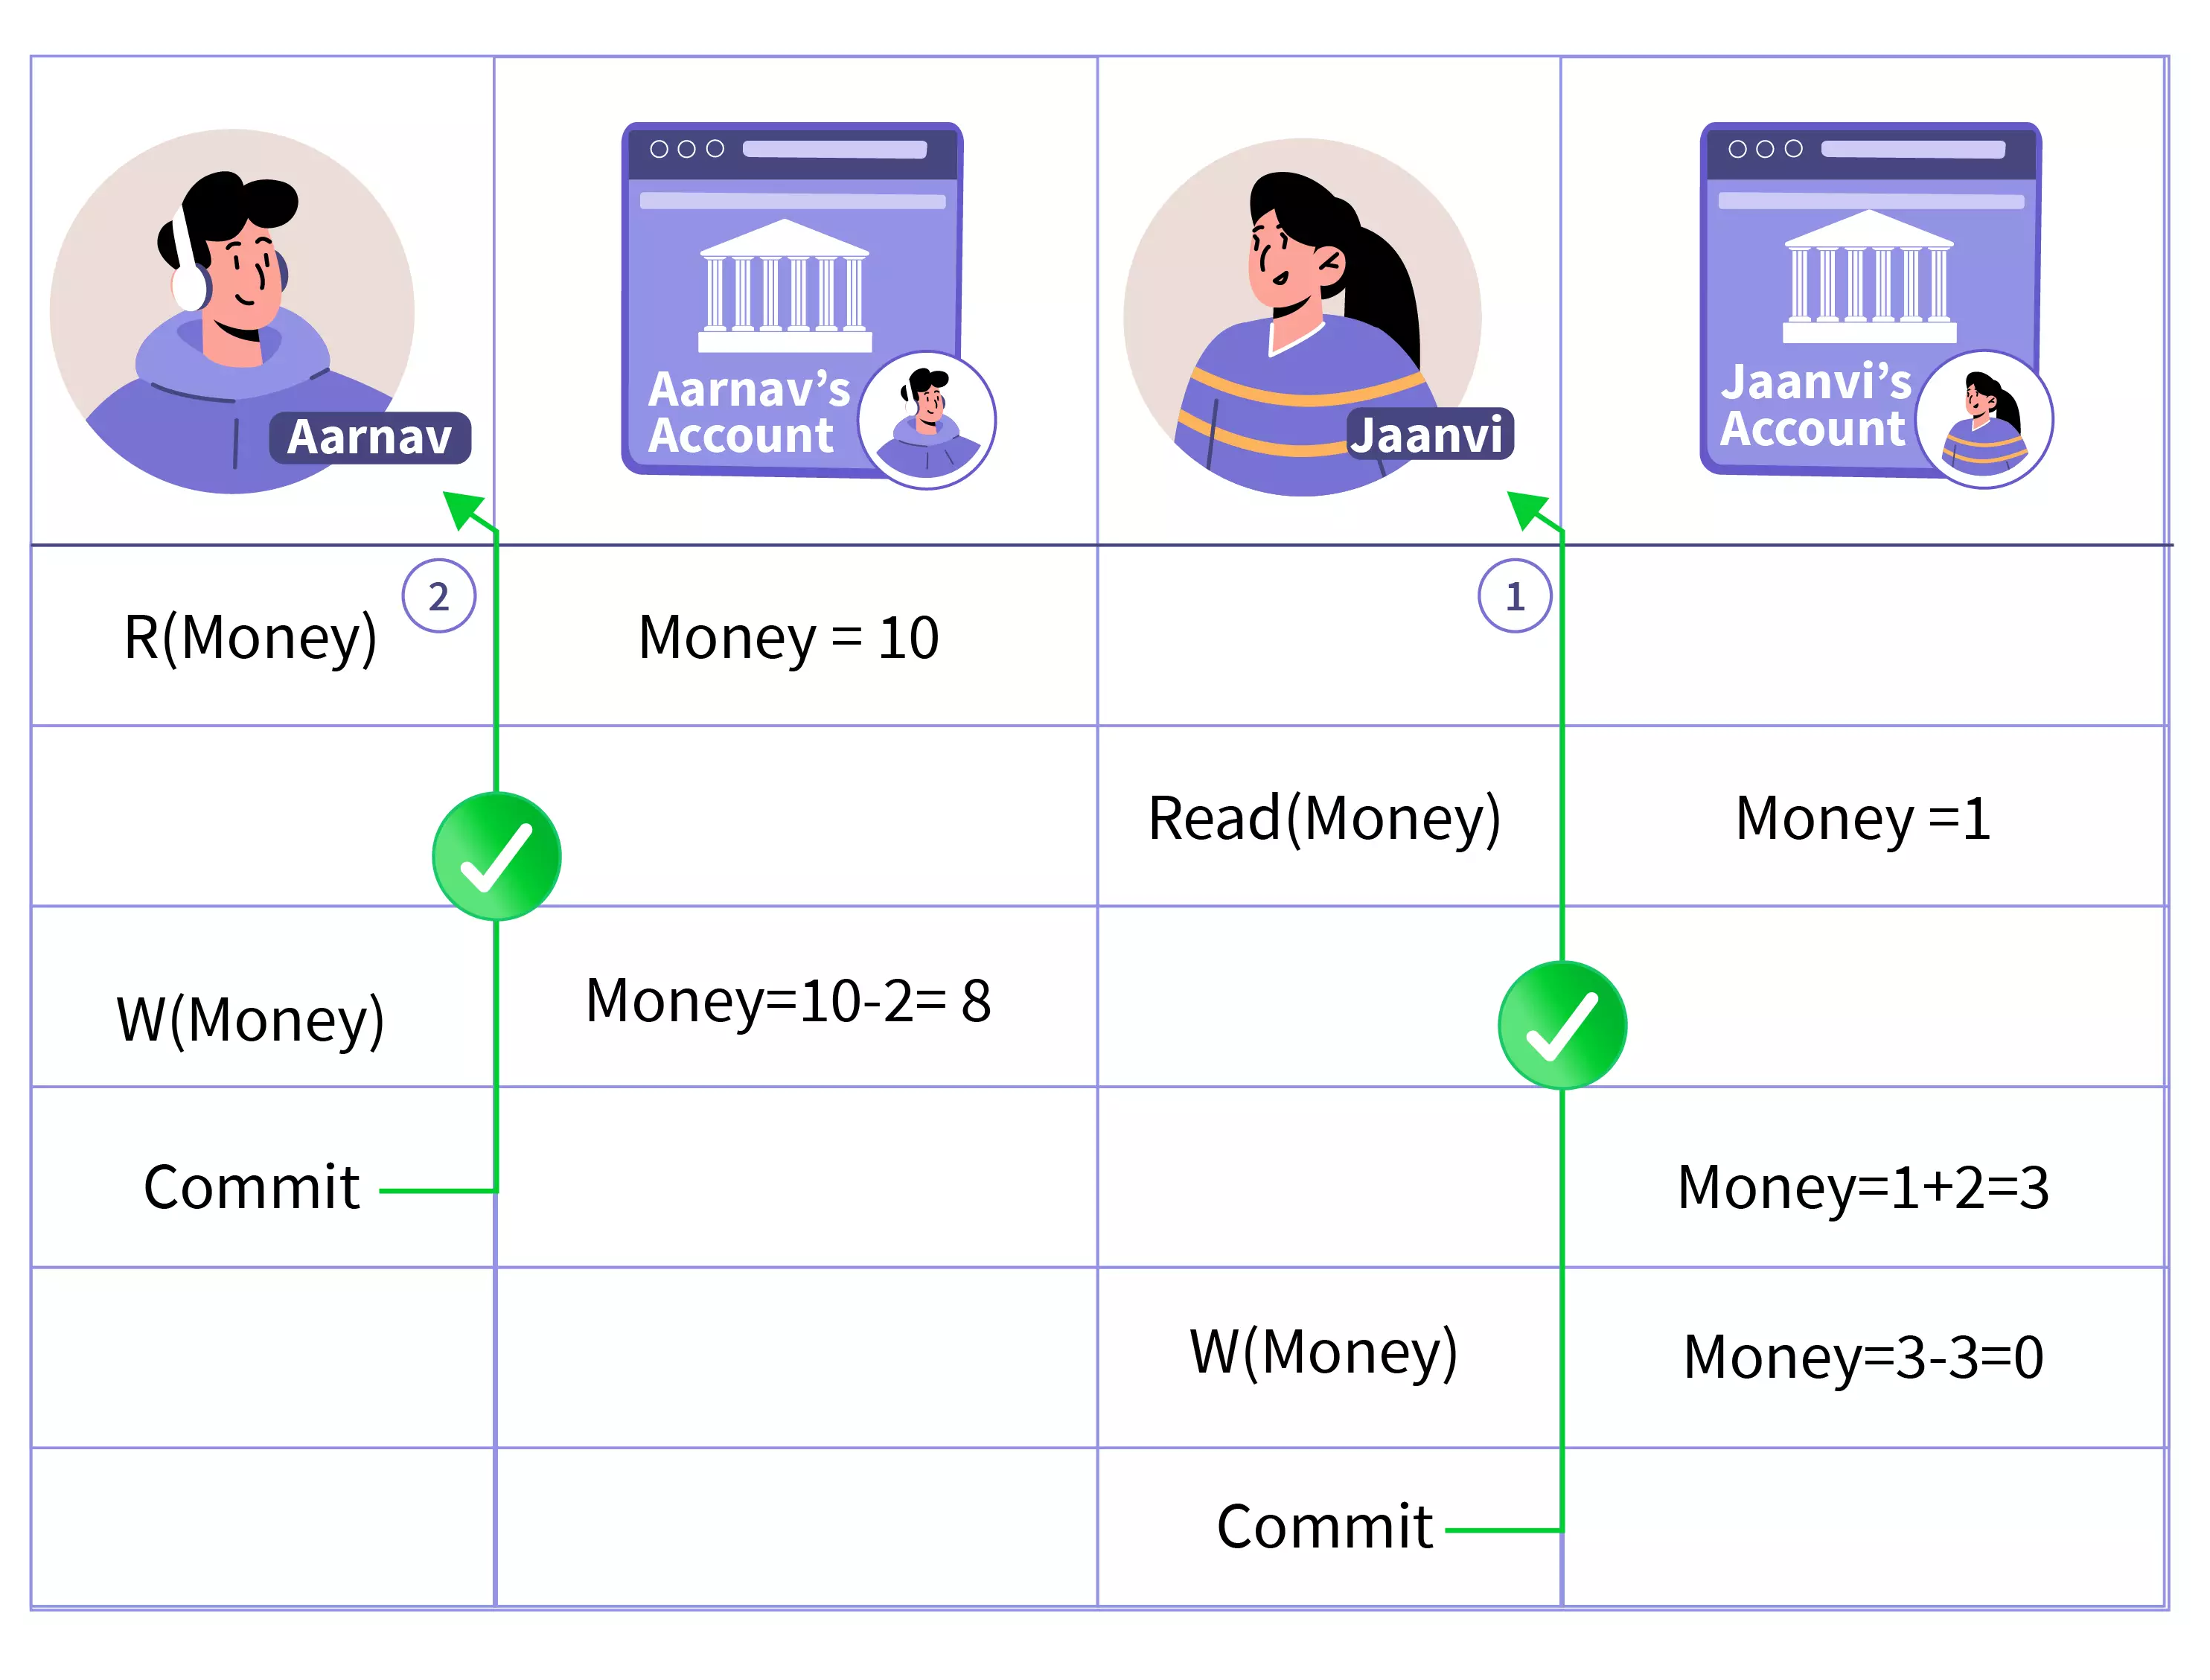 Aarnav
Aarnav’s
Account
Jaanvi
Jaanvi’s
Account
R(Money)
2
Money = 10
1
Read(Money)
Money =1
W(Money)
Money=10-2= 8
Commit
Money=1+2=3
W(Money)
Money=3-3=0
Commit